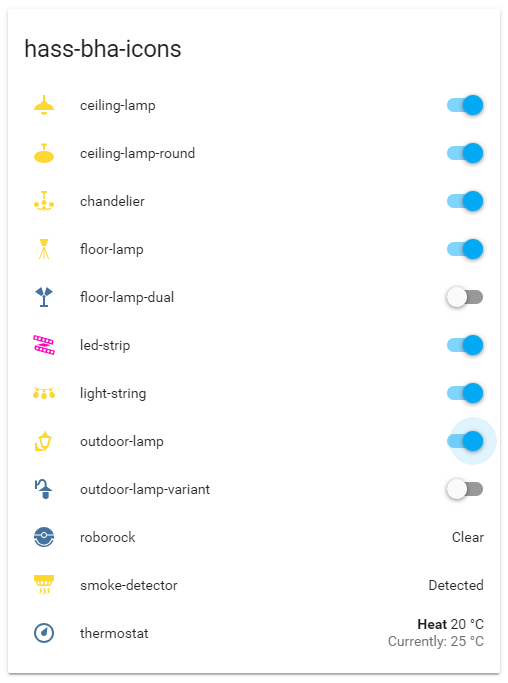 hass-bha-icons
ceiling-lamp
ceiling-lamp-round
chandelier
floor-lamp
floor-lamp-dual
led-strip
light-string
outdoor-lamp
outdoor-lamp-variant
roborock Clear
smoke-detector Detected
thermostat Heat 20 °C
Currently: 25 °C